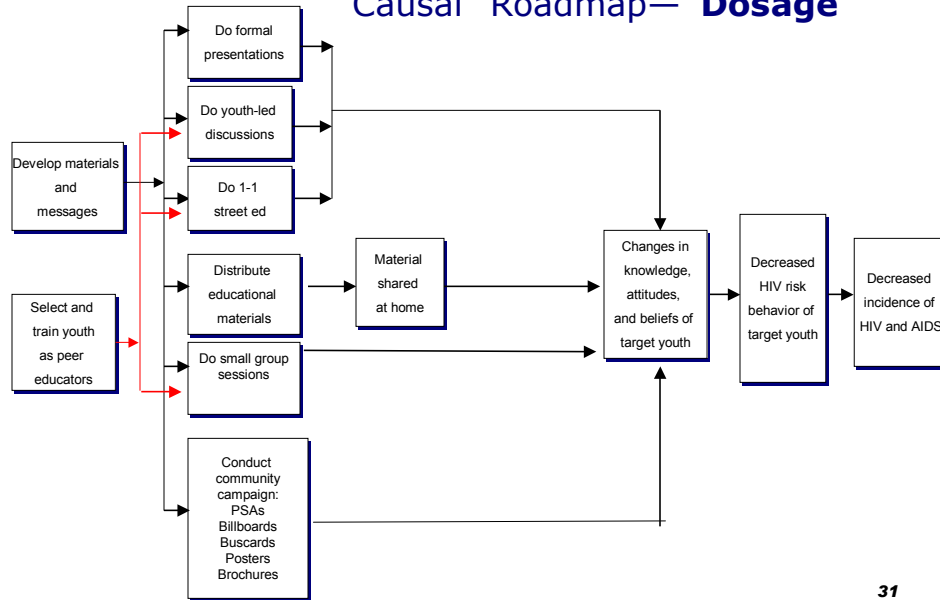 Causal Roadmap— Dosage
Do formal
presentations
Do youth-led
discussions
Develop materials
and
messages
Do 1-1
street ed
Distribute
educational
materials
Material
shared
at home
Changes in
knowledge,
attitudes,
and beliefs of
target youth
Decreased
HIV risk
behavior of
target youth
Decreased
incidence of
HIV and AIDS
Select and
train youth
as peer
educators
Do small group
sessions
Conduct
community
campaign:
PSAs
Billboards
Buscards
Posters
Brochures
31